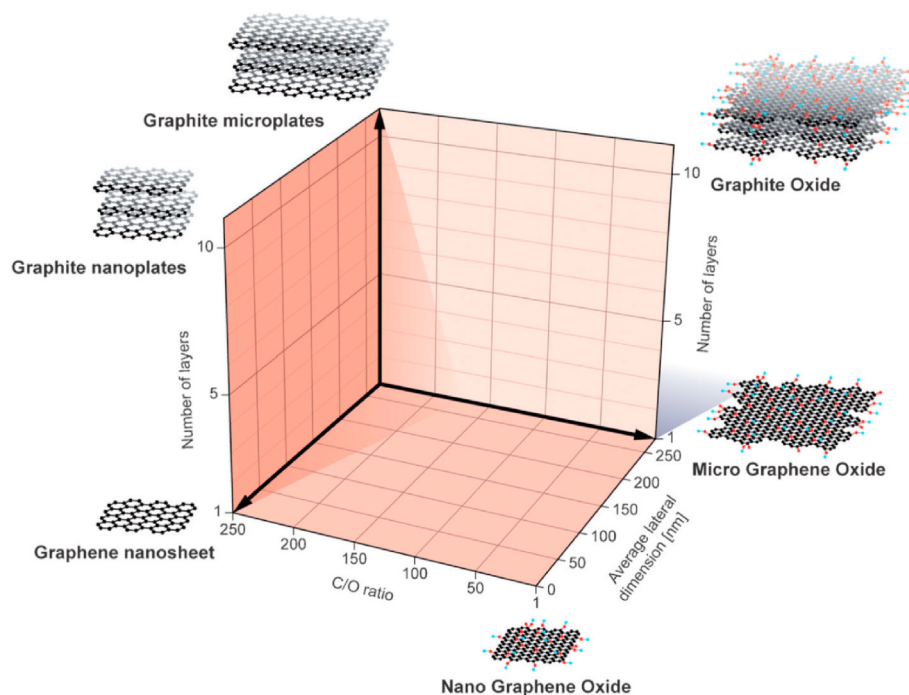 Graphite microplates
Graphite Oxide
Graphite nanoplates
Number of layers
10
5
1
Number of layers
10
5
1
Micro Graphene Oxide
Graphene nanosheet
250
200
150
100
50
1
C/O ratio
250
200
150
100
50
0
Average lateral
dimension [nm]
Nano Graphene Oxide